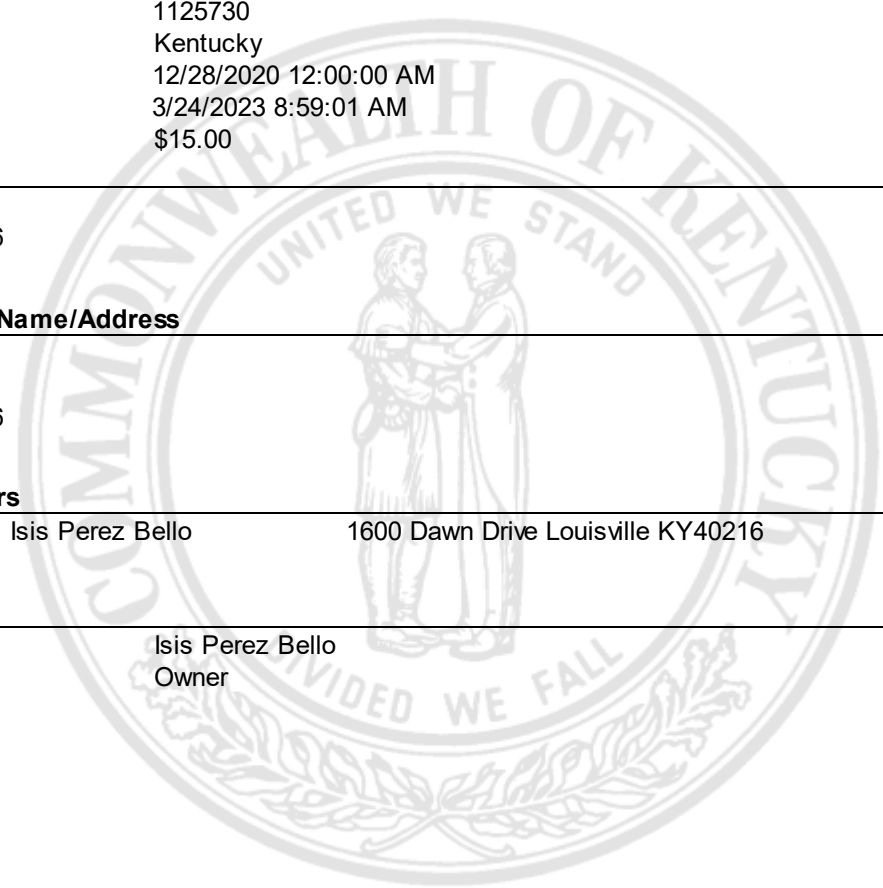 1125730
Kentucky
12/28/2020 12:00:00 AM
3/24/2023 8:59:01 AM
$15.00
6
Name/Address
6
rs
Isis Perez Bello 1600 Dawn Drive Louisville KY40216
Isis Perez Bello
Owner
COMMONWEALTH OF KENTUCKY
UNITED WE STAND
DIVIDED WE FALL